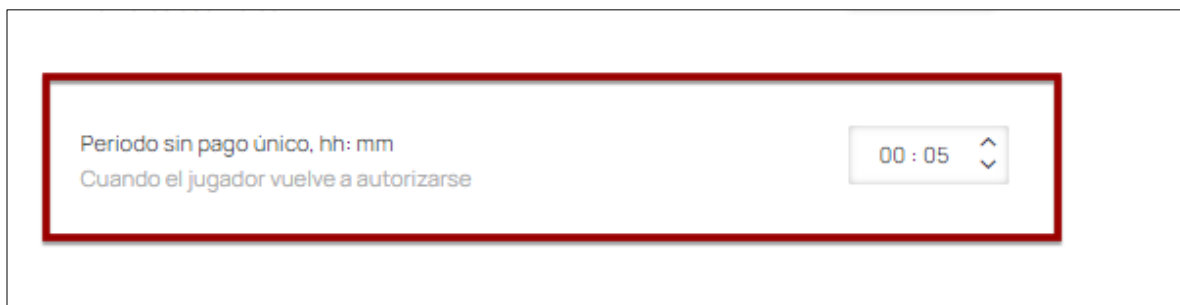 Periodo sin pago único, hh: mm
00 : 05
Cuando el jugador vuelve a autorizarse